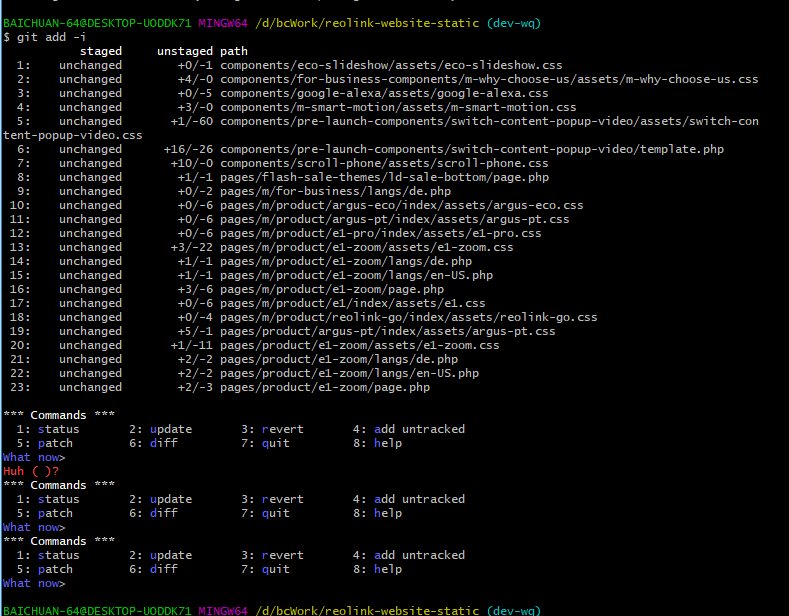 BAICHUAN-64@DESKTOP-UODDK71 MINGW64 /d/bcWork/reolink-website-static (dev-wq)
$ git add -i
           staged     unstaged path
  1:    unchanged        +0/-1 components/eco-slideshow/assets/eco-slideshow.css
  2:    unchanged        +4/-0 components/for-business-components/m-why-choose-us/assets/m-why-choose-us.css
  3:    unchanged        +0/-5 components/google-alexa/assets/google-alexa.css
  4:    unchanged        +3/-0 components/m-smart-motion/assets/m-smart-motion.css
  5:    unchanged       +1/-60 components/pre-launch-components/switch-content-popup-video/assets/switch-con
tent-popup-video.css
  6:    unchanged      +16/-26 components/pre-launch-components/switch-content-popup-video/template.php
  7:    unchanged       +10/-0 components/scroll-phone/assets/scroll-phone.css
  8:    unchanged        +1/-1 pages/flash-sale-themes/ld-sale-bottom/page.php
  9:    unchanged        +0/-2 pages/m/for-business/langs/de.php
 10:    unchanged        +0/-6 pages/m/product/argus-eco/index/assets/argus-eco.css
 11:    unchanged        +0/-6 pages/m/product/argus-pt/index/assets/argus-pt.css
 12:    unchanged        +0/-6 pages/m/product/e1-pro/index/assets/e1-pro.css
 13:    unchanged       +3/-22 pages/m/product/e1-zoom/assets/e1-zoom.css
 14:    unchanged        +1/-1 pages/m/product/e1-zoom/langs/de.php
 15:    unchanged        +1/-1 pages/m/product/e1-zoom/langs/en-US.php
 16:    unchanged        +3/-6 pages/m/product/e1-zoom/page.php
 17:    unchanged        +0/-6 pages/m/product/e1/index/assets/e1.css
 18:    unchanged        +0/-4 pages/m/product/reolink-go/index/assets/reolink-go.css
 19:    unchanged        +5/-1 pages/product/argus-pt/index/assets/argus-pt.css
 20:    unchanged       +1/-11 pages/product/e1-zoom/assets/e1-zoom.css
 21:    unchanged        +2/-2 pages/product/e1-zoom/langs/de.php
 22:    unchanged        +2/-2 pages/product/e1-zoom/langs/en-US.php
 23:    unchanged        +2/-3 pages/product/e1-zoom/page.php
*** Commands ***
  1: status       2: update       3: revert       4: add untracked
  5: patch        6: diff         7: quit         8: help
What now>
Huh ( )?
*** Commands ***
  1: status       2: update       3: revert       4: add untracked
  5: patch        6: diff         7: quit         8: help
What now>
*** Commands ***
  1: status       2: update       3: revert       4: add untracked
  5: patch        6: diff         7: quit         8: help
What now>
BAICHUAN-64@DESKTOP-UODDK71 MINGW64 /d/bcWork/reolink-website-static (dev-wq)